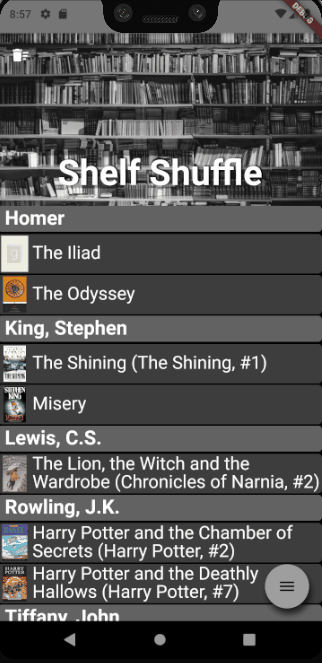 8:57
DEBUG
Shelf Shuffle
Homer
The Iliad
The Odyssey
King, Stephen
The Shining (The Shining, #1)
Misery
Lewis, C.S.
The Lion, the Witch and the
Wardrobe (Chronicles of Narnia, #2)
Rowling, J.K.
Harry Potter and the Chamber of
Secrets (Harry Potter, #2)
Harry Potter and the Deathly
Hallows (Harry Potter, #7)
Tiffany, John